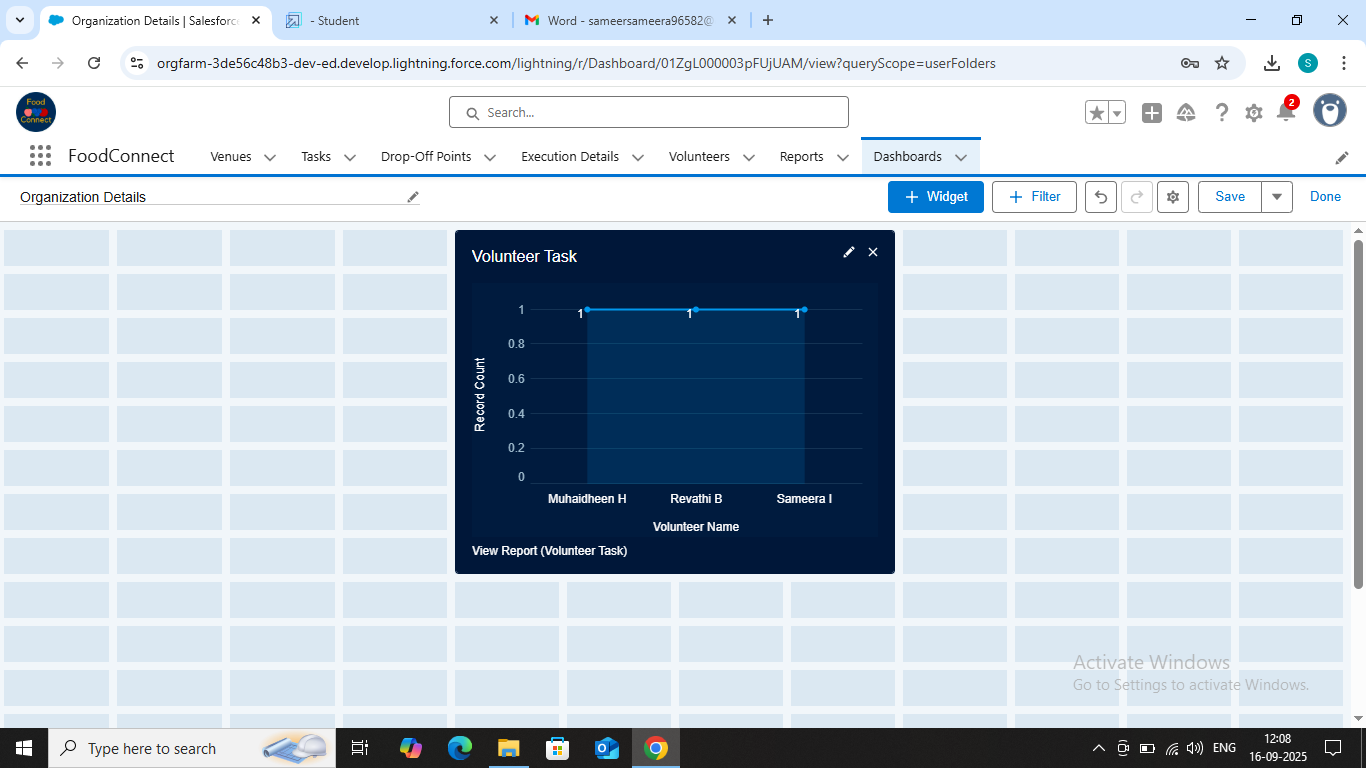 Organization Details | Salesforc
- Student
Word - sameersameera96582@
orgfarm-3de56c48b3-dev-ed.develop.lightning.force.com/lightning/r/Dashboard/01ZgL000003pFUjUAM/view?queryScope=userFolders
S
Food Connect
Search...
2
FoodConnect
Venues
Tasks
Drop-Off Points
Execution Details
Volunteers
Reports
Dashboards
Organization Details
+ Widget
+ Filter
Save
Done
Volunteer Task
1
0.8
0.6
0.4
0.2
0
1 1 1
Record Count
Muhaidheen H Revathi B Sameera I
Volunteer Name
View Report (Volunteer Task)
Activate Windows
Go to Settings to activate Windows.
Type here to search
ENG
12:08
16-09-2025